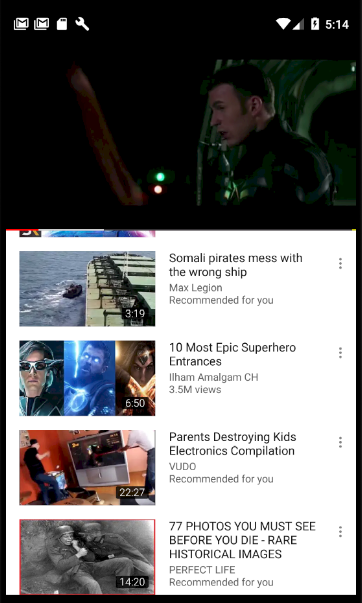 5:14
Somali pirates mess with
the wrong ship
Max Legion
Recommended for you
3:19
10 Most Epic Superhero
Entrances
Ilham Amalgam CH
3.5M views
6:50
Parents Destroying Kids
Electronics Compilation
VUDO
Recommended for you
22:27
77 PHOTOS YOU MUST SEE
BEFORE YOU DIE - RARE
HISTORICAL IMAGES
PERFECT LIFE
Recommended for you
14:20